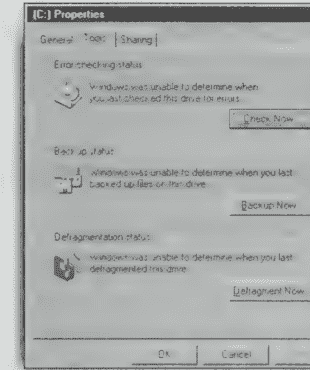 [C:] Properties
General Tools Sharing
Error-checking status
Windows was unable to determine when
you last checked this drive for errors.
Check Now
Backup status
Windows was unable to determine when you last
backed up files on this drive.
Backup Now
Defragmentation status
Windows was unable to determine when you last
defragmented this drive.
Defragment Now
OK Cancel